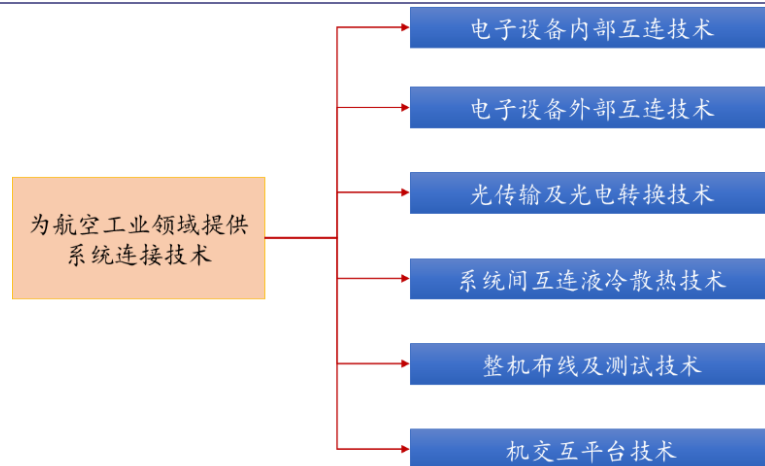 电子设备内部互连技术
电子设备外部互连技术
光传输及光电转换技术
为航空工业领域提供
系统连接技术
系统间互连液冷散热技术
整机布线及测试技术
机交互平台技术